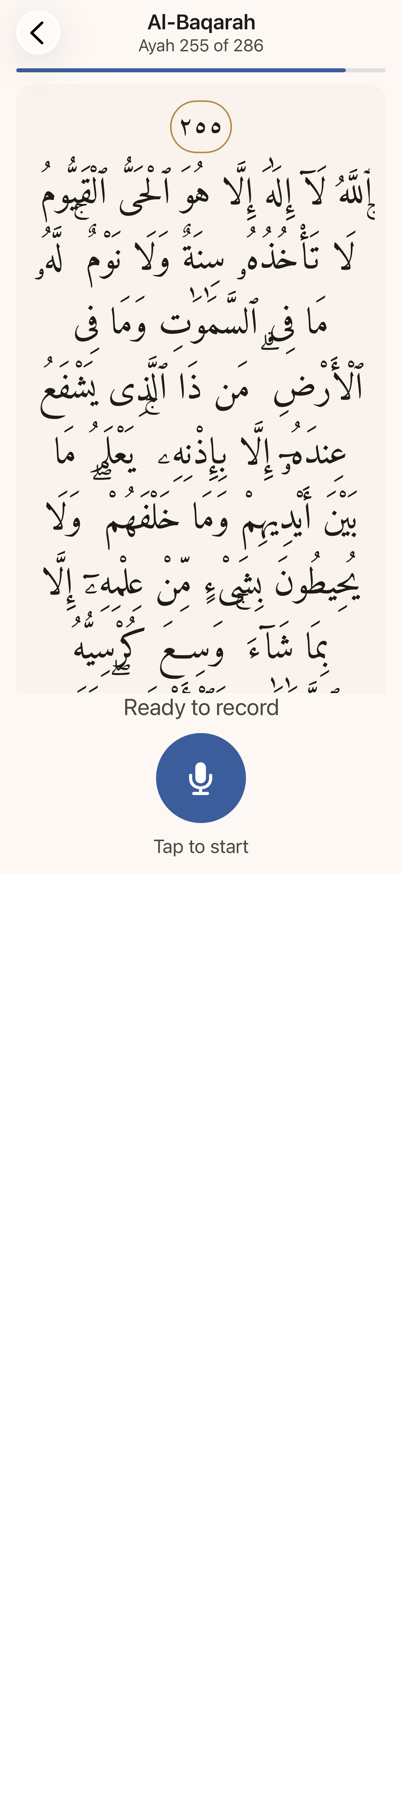 Al-Baqarah
Ayah 255 of 286
٢٥٥
ٱللَّهُ لَآ إِلَٰهَ إِلَّا هُوَ ٱلْحَىُّ ٱلْقَيُّومُ ۚ
لَا تَأْخُذُهُۥ سِنَةٌ وَلَا نَوْمٌ ۚ لَّهُۥ
مَا فِى ٱلسَّمَٰوَٰتِ وَمَا فِى
ٱلْأَرْضِ ۗ مَن ذَا ٱلَّذِى يَشْفَعُ
عِندَهُۥٓ إِلَّا بِإِذْنِهِۦ ۚ يَعْلَمُ مَا
بَيْنَ أَيْدِيهِمْ وَمَا خَلْفَهُمْ ۖ وَلَا
يُحِيطُونَ بِشَىْءٍ مِّنْ عِلْمِهِۦٓ إِلَّا
بِمَا شَآءَ ۚ وَسِعَ كُرْسِيُّهُ
Ready to record
Tap to start